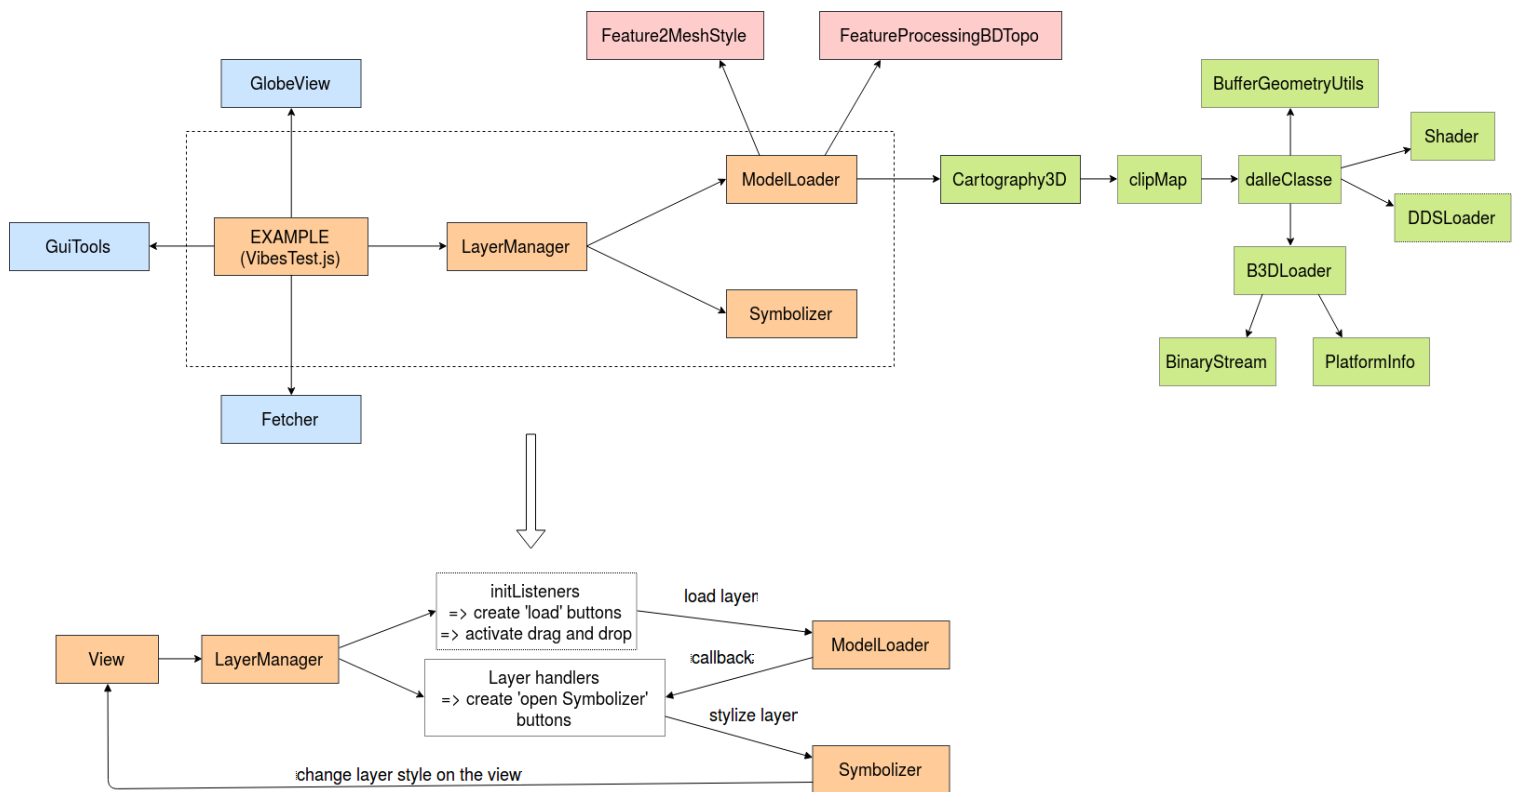 Feature2MeshStyle
FeatureProcessingBDTopo
GlobeView
BufferGeometryUtils
Shader
ModelLoader
Cartography3D
clipMap
dalleClasse
DDSLoader
GuiTools
EXAMPLE
(VibesTest.js)
LayerManager
B3DLoader
Symbolizer
BinaryStream
PlatformInfo
Fetcher
initListeners
=> create 'load' buttons
=> activate drag and drop
load layer
View
LayerManager
ModelLoader
callback
Layer handlers
=> create 'open Symbolizer'
buttons
stylize layer
Symbolizer
change layer style on the view